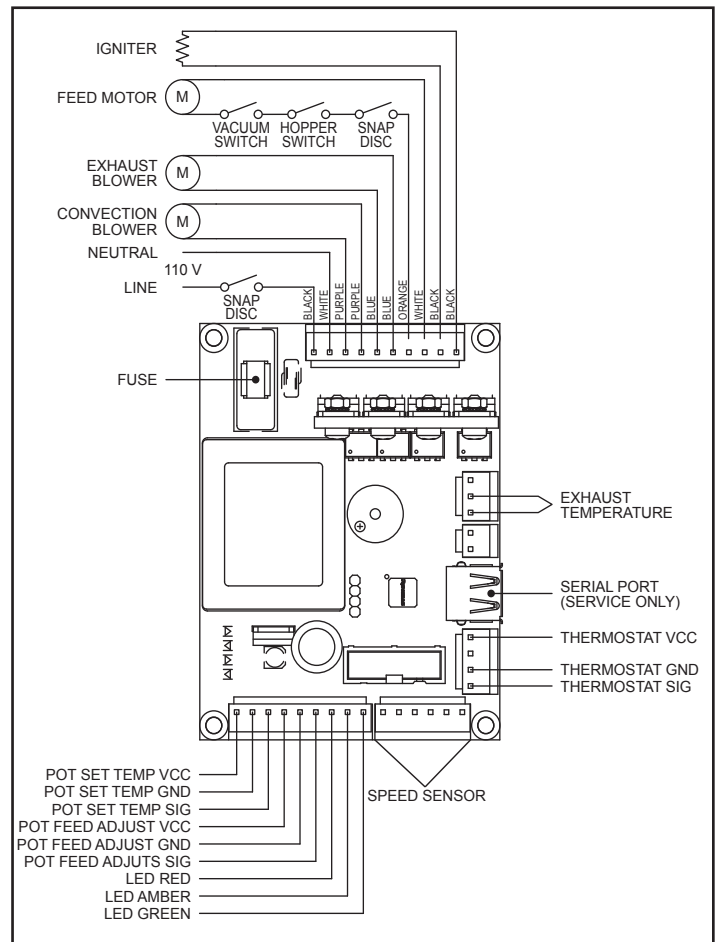 IGNITER
FEED MOTOR
M
VACUUM
SWITCH
HOPPER
SWITCH
SNAP
DISC
EXHAUST
BLOWER
M
CONVECTION
BLOWER
M
NEUTRAL
110 V
LINE
SNAP
DISC
BLACK
WHITE
PURPLE
PURPLE
BLUE
BLUE
ORANGE
WHITE
BLACK
BLACK
FUSE
EXHAUST
TEMPERATURE
SERIAL PORT
(SERVICE ONLY)
THERMOSTAT VCC
THERMOSTAT GND
THERMOSTAT SIG
POT SET TEMP VCC
POT SET TEMP GND
POT SET TEMP SIG
POT FEED ADJUST VCC
POT FEED ADJUST GND
POT FEED ADJUTS SIG
LED RED
LED AMBER
LED GREEN
SPEED SENSOR